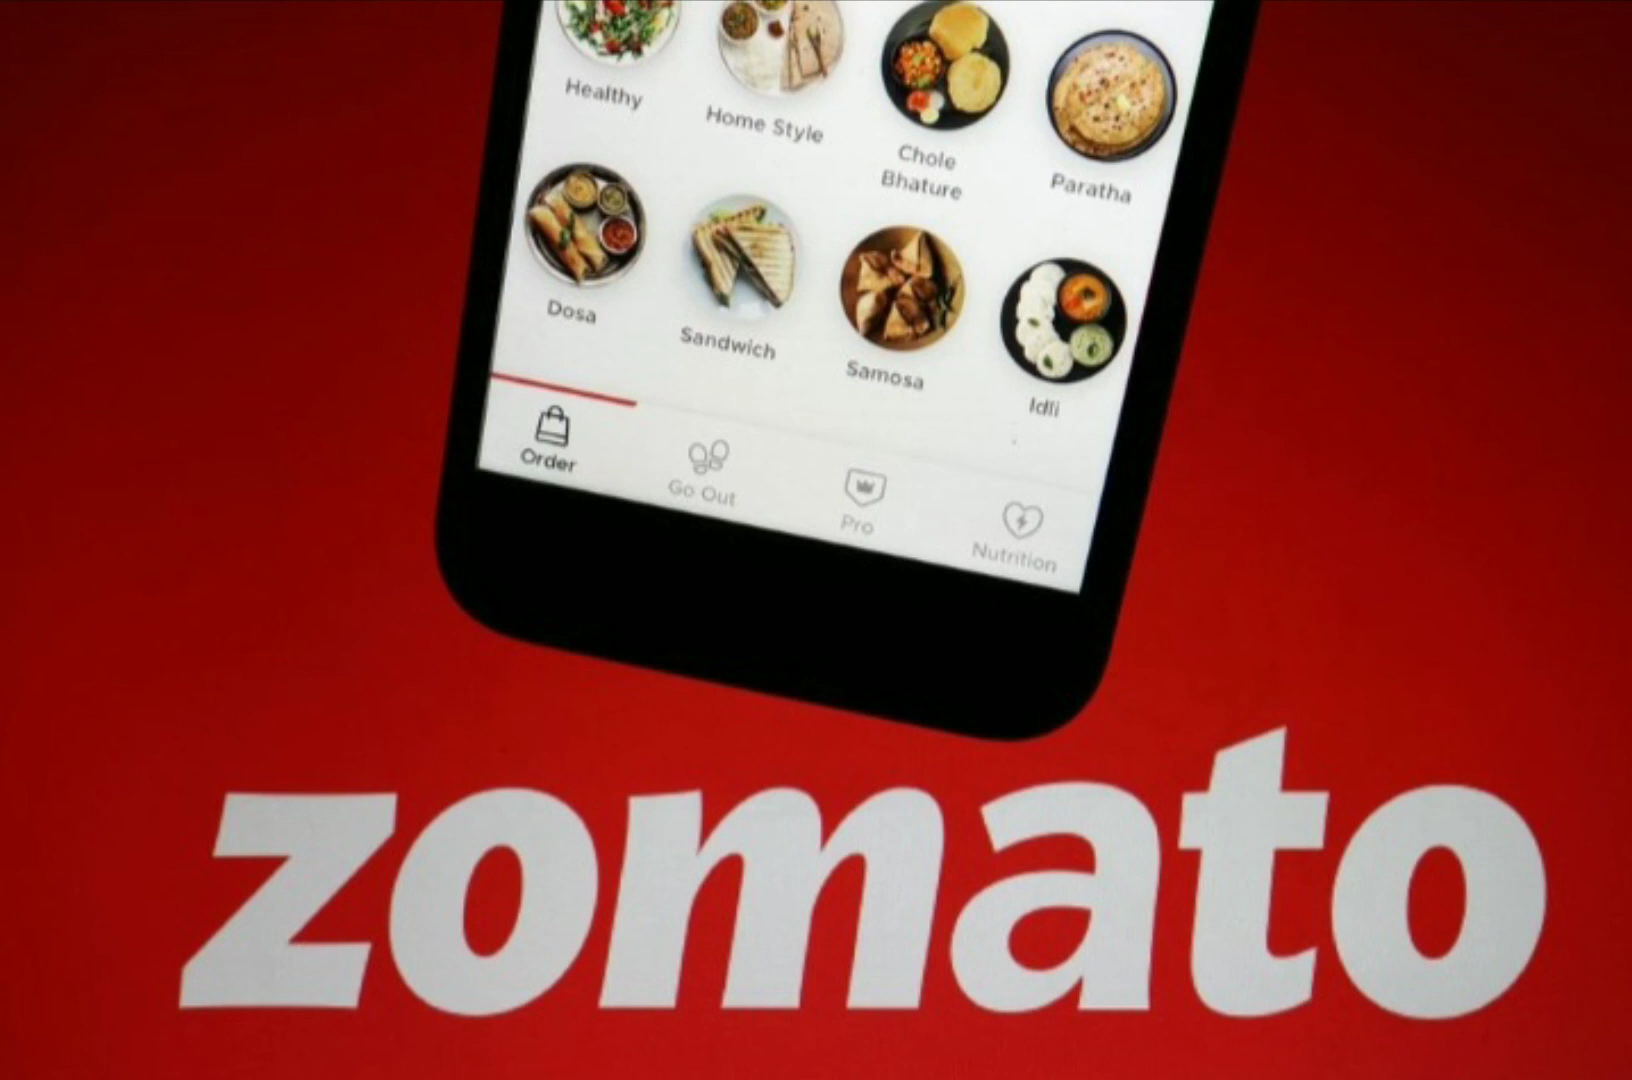 Healthy
Home Style
Chole
Bhature
Paratha
Dosa
Sandwich
Samosa
Idli
Order
Go Out
Pro
Nutrition
zomato